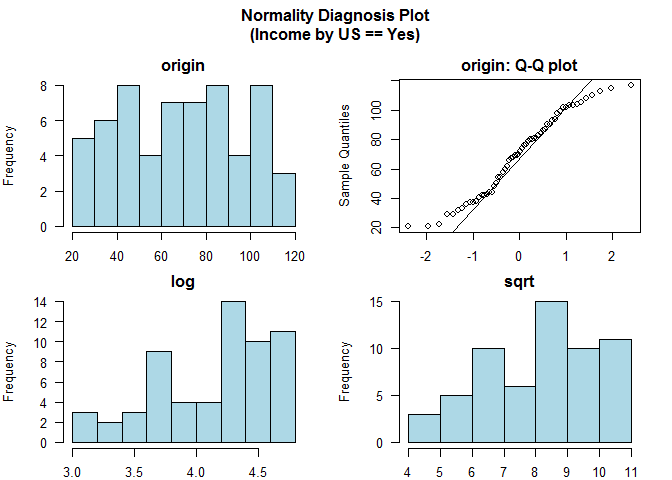 Normality Diagnosis Plot
(Income by US == Yes)
origin
Frequency
8
6
4
2
0
20 40 60 80 100 120
origin: Q-Q plot
Sample Quantiles
100
80
60
40
20
-2 -1 0 1 2
log
Frequency
14
12
10
8
6
4
2
0
3.0 3.5 4.0 4.5
sqrt
Frequency
15
10
5
0
4 5 6 7 8 9 10 11